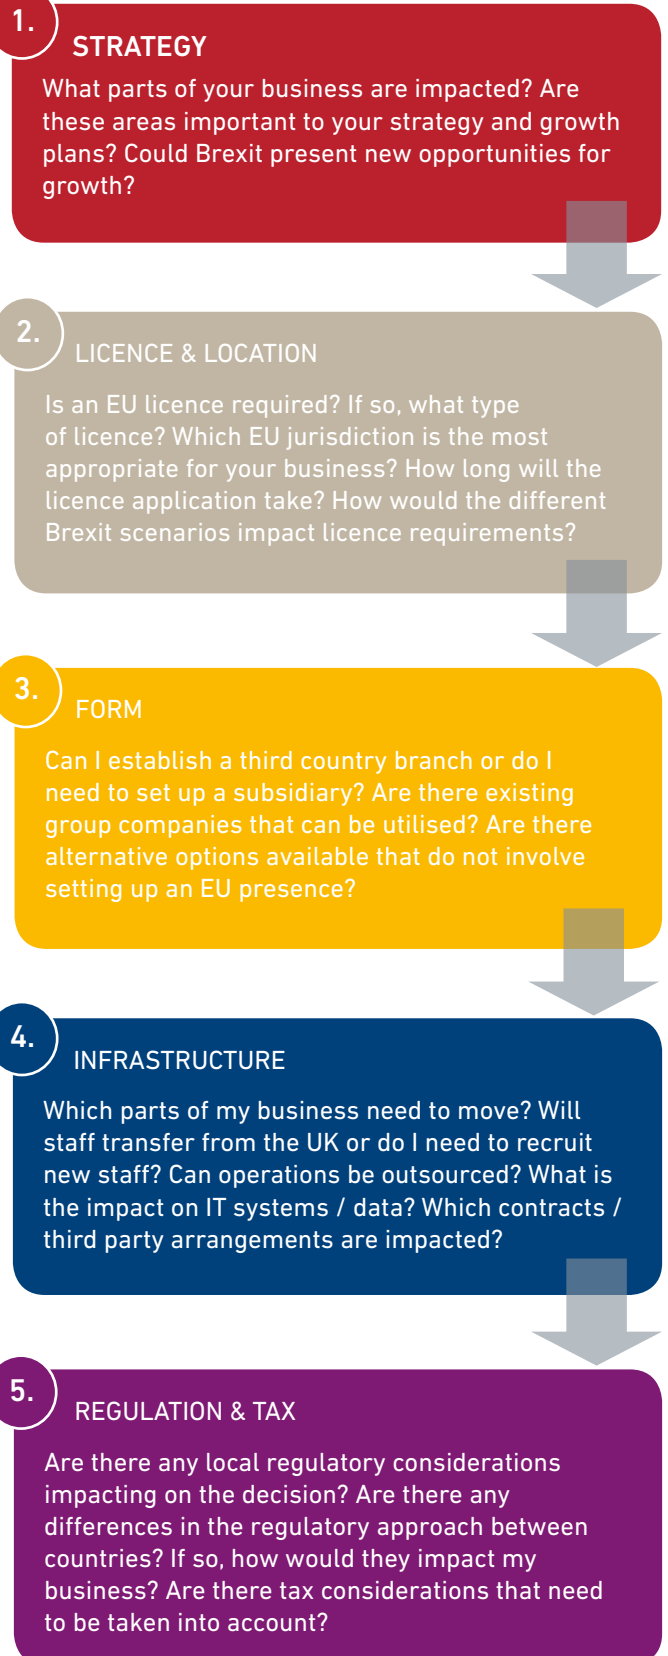 1.
STRATEGY
What parts of your business are impacted? Are
these areas important to your strategy and growth
plans? Could Brexit present new opportunities for
growth?
2.
LICENCE & LOCATION
Is an EU licence required? If so, what type
of licence? Which EU jurisdiction is the most
appropriate for your business? How long will the
licence application take? How would the different
Brexit scenarios impact licence requirements?
3.
FORM
Can I establish a third country branch or do I
need to set up a subsidiary? Are there existing
group companies that can be utilised? Are there
alternative options available that do not involve
setting up an EU presence?
4.
INFRASTRUCTURE
Which parts of my business need to move? Will
staff transfer from the UK or do I need to recruit
new staff? Can operations be outsourced? What is
the impact on IT systems / data? Which contracts /
third party arrangements are impacted?
5.
REGULATION & TAX
Are there any local regulatory considerations
impacting on the decision? Are there any
differences in the regulatory approach between
countries? If so, how would they impact my
business? Are there tax considerations that need
to be taken into account?